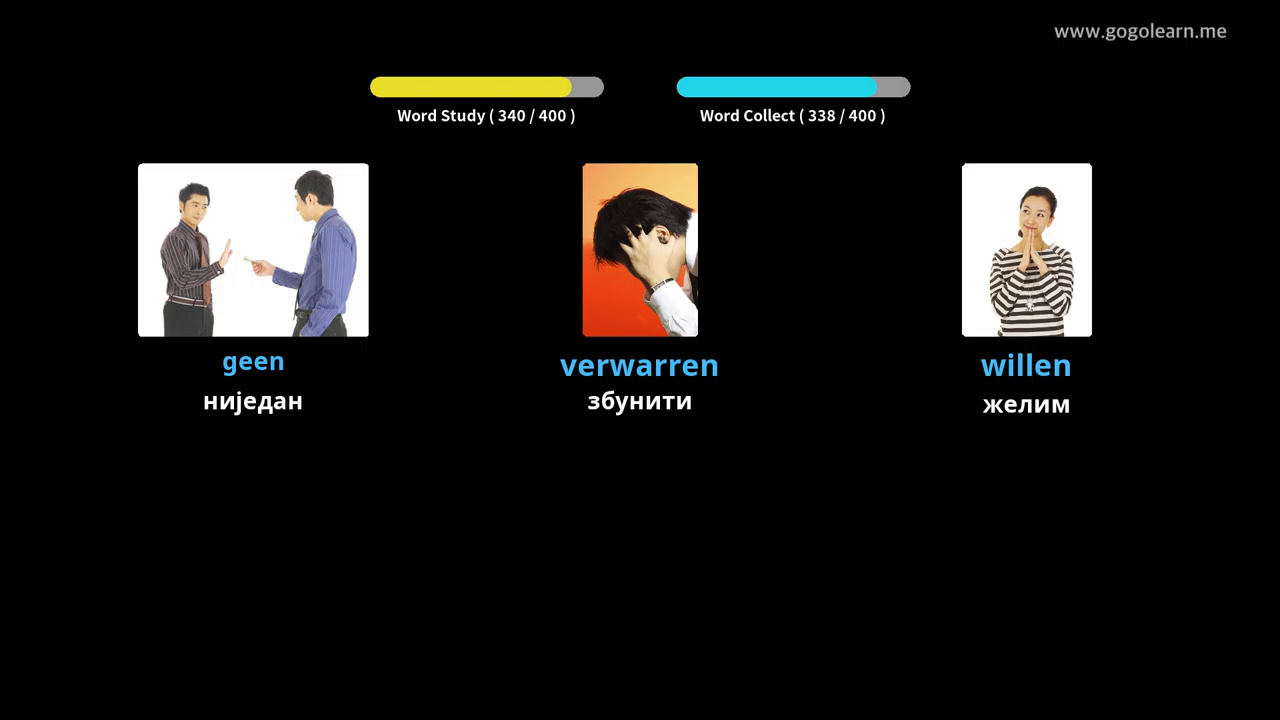 www.gogolearn.me
Word Study ( 340 / 400 )
Word Collect ( 338 / 400 )
geen
verwarren
willen
ниједан
збунити
желим